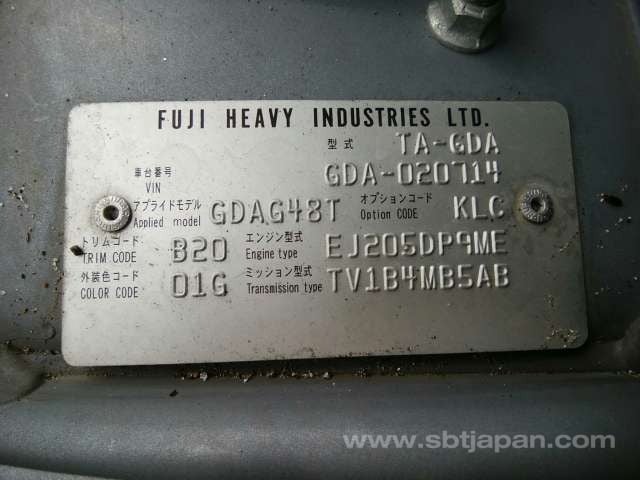 FUJI HEAVY INDUSTRIES LTD.
型式 TA-GDA
車台番号 VIN GDA-020714
アプライドモデル Applied model GDAG48T オプションコード Option CODE KLC
トリムコード TRIM CODE B20 エンジン型式 Engine type EJ205DP9ME
外装色コード COLOR CODE 01G ミッション型式 Transmission type TV1B4MB5AB
www.sbtjapan.com